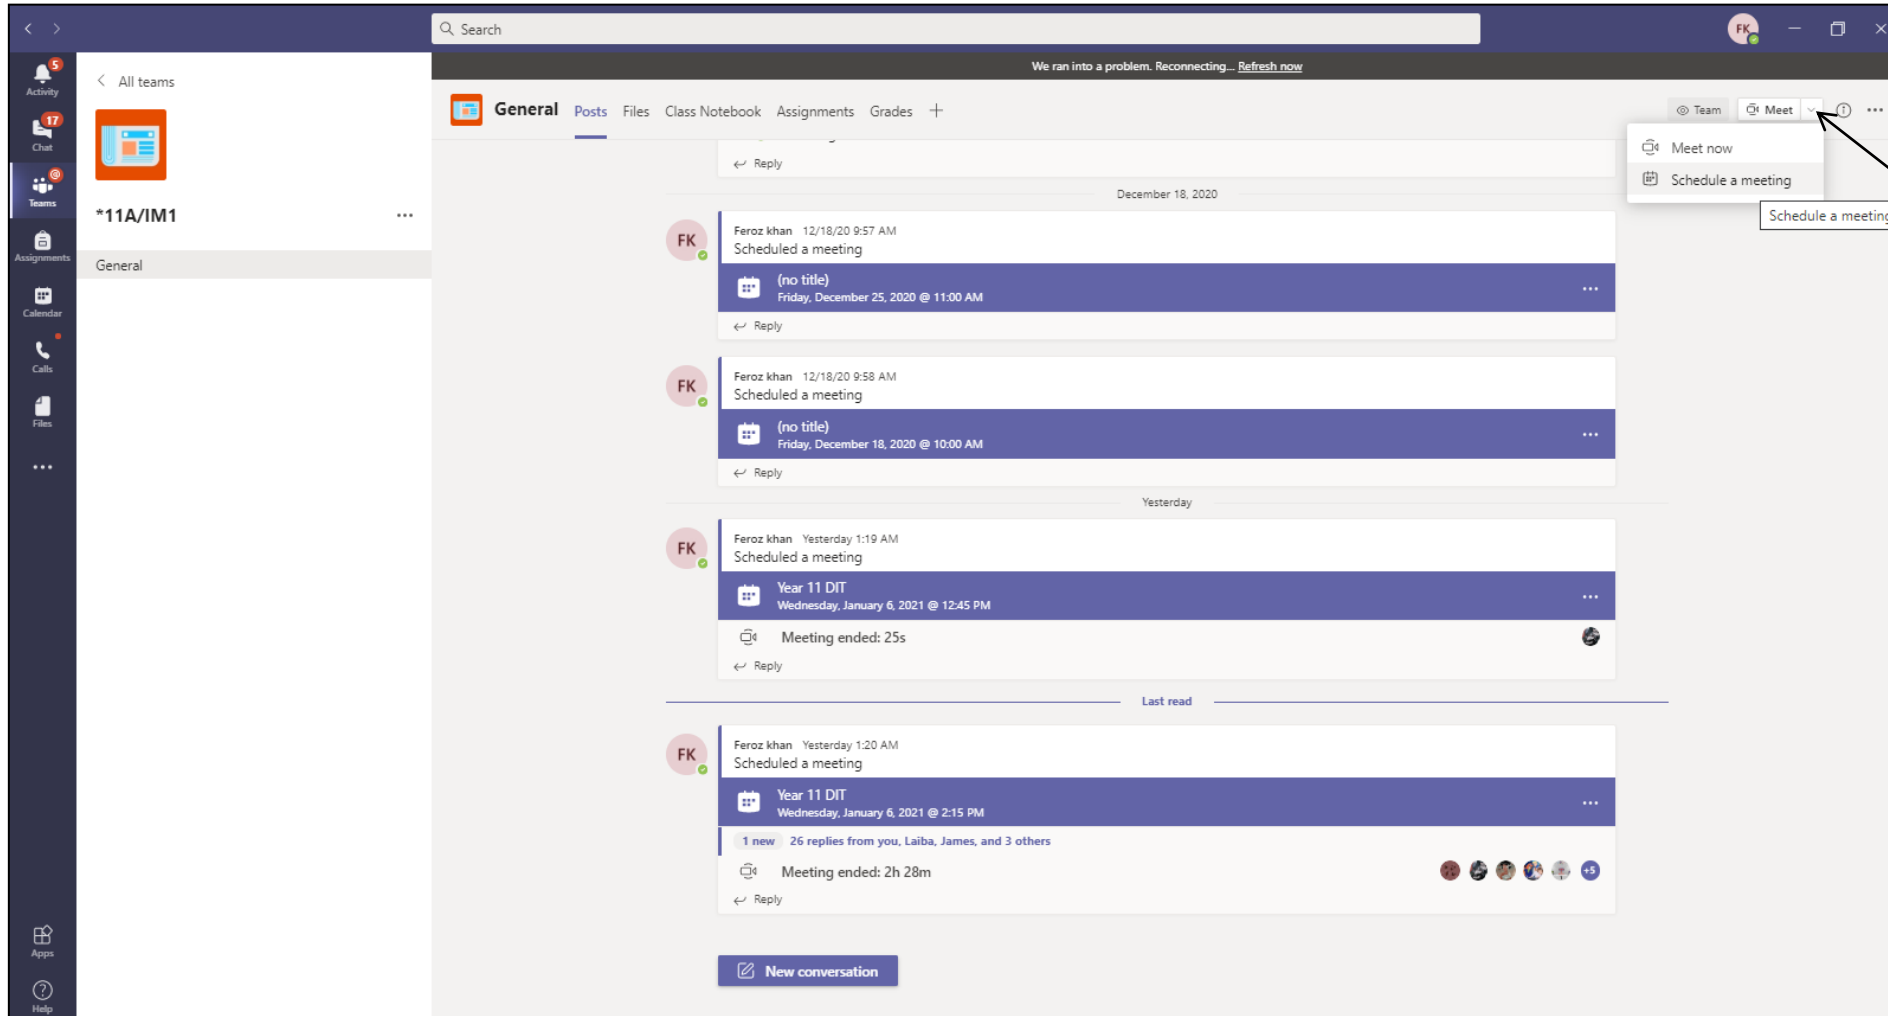 Search
FK
We ran into a problem. Reconnecting... Refresh now
5
Activity
17
Chat
@
Teams
Assignments
Calendar
Calls
Files
Apps
Help
All teams
*11A/IM1
General
General Posts Files Class Notebook Assignments Grades
Team Meet
Meet now
Schedule a meeting
Schedule a meeting
Reply
December 18, 2020
FK
Feroz khan 12/18/20 9:57 AM
Scheduled a meeting
(no title)
Friday, December 25, 2020 @ 11:00 AM
Reply
FK
Feroz khan 12/18/20 9:58 AM
Scheduled a meeting
(no title)
Friday, December 18, 2020 @ 10:00 AM
Reply
Yesterday
FK
Feroz khan Yesterday 1:19 AM
Scheduled a meeting
Year 11 DIT
Wednesday, January 6, 2021 @ 12:45 PM
Meeting ended: 25s
Reply
Last read
FK
Feroz khan Yesterday 1:20 AM
Scheduled a meeting
Year 11 DIT
Wednesday, January 6, 2021 @ 2:15 PM
1 new 26 replies from you, Laiba, James, and 3 others
Meeting ended: 2h 28m
+5
Reply
New conversation